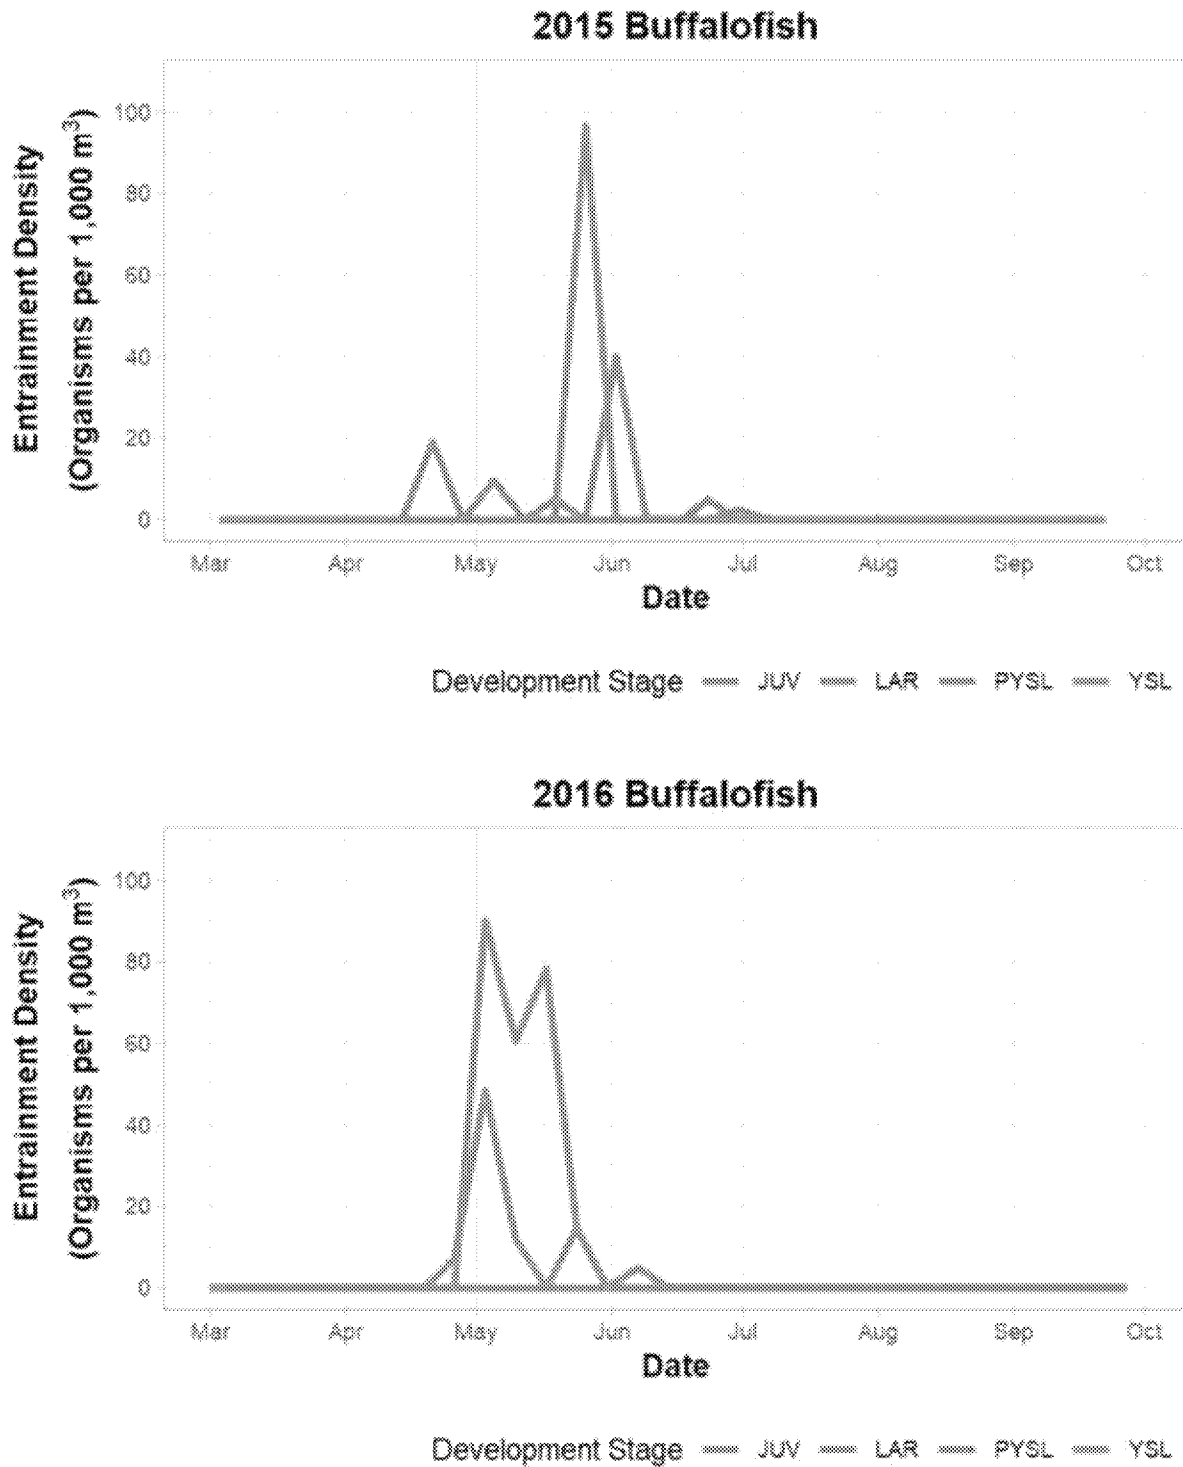 2015 Buffalofish
Entrainment Density
(Organisms per 1,000 m³)
100
80
60
40
20
0
Mar Apr May Jun Jul Aug Sep Oct
Date
Development Stage JUV LAR PYSL YSL
2016 Buffalofish
Entrainment Density
(Organisms per 1,000 m³)
100
80
60
40
20
0
Mar Apr May Jun Jul Aug Sep Oct
Date
Development Stage JUV LAR PYSL YSL